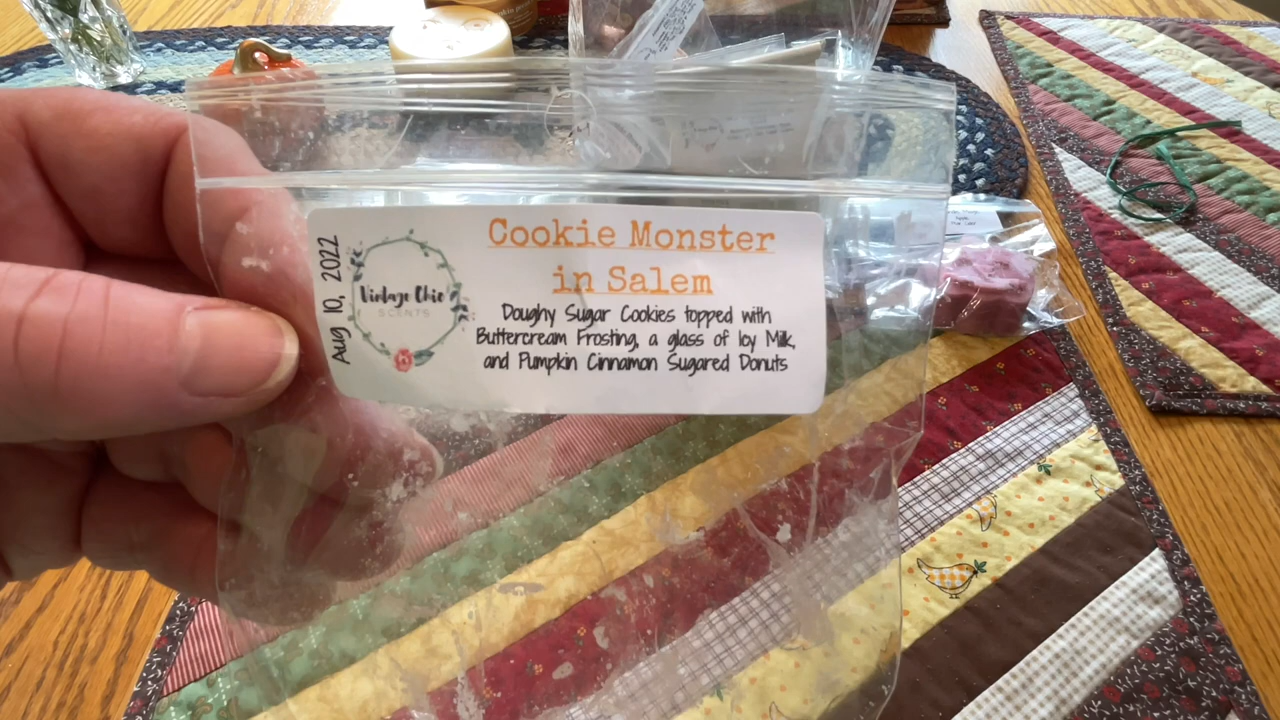 Cookie Monster
in Salem
Doughy Sugar Cookies topped with
Buttercream Frosting, a glass of Icy Milk,
and Pumpkin Cinnamon Sugared Donuts
Vintage Chic
SCENTS
Aug 10, 2022